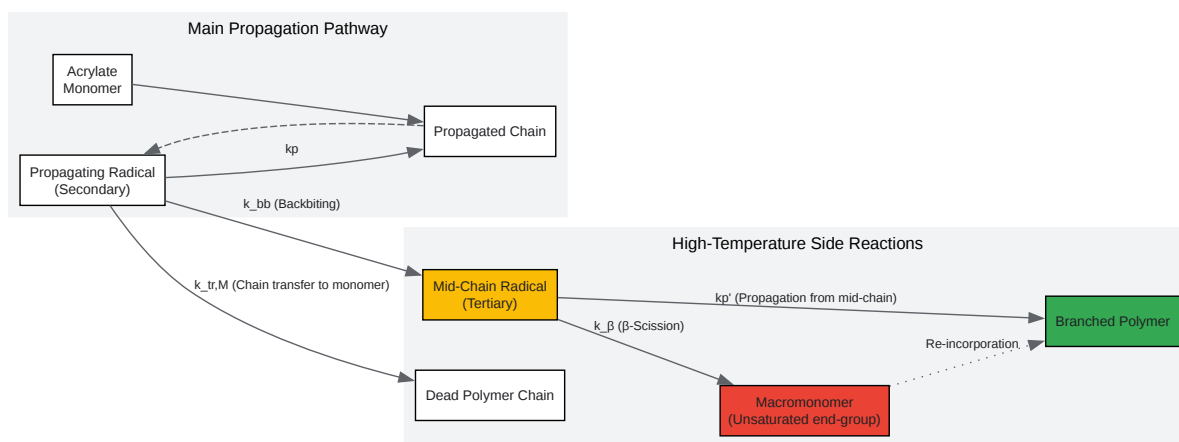 Main Propagation Pathway
Acrylate
Monomer
Propagated Chain
kp
Propagating Radical
(Secondary)
k_bb (Backbiting)
High-Temperature Side Reactions
k_tr,M (Chain transfer to monomer)
Mid-Chain Radical
(Tertiary)
kp' (Propagation from mid-chain)
Branched Polymer
k_β (β-Scission)
Re-incorporation
Dead Polymer Chain
Macromonomer
(Unsaturated end-group)